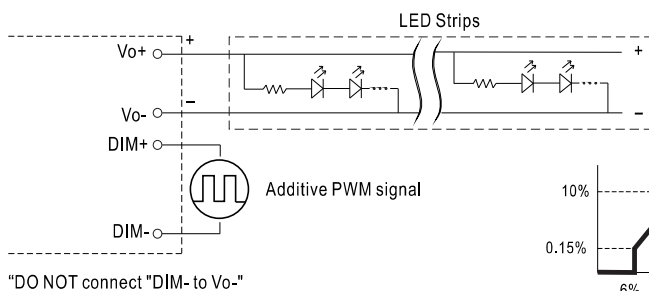 LED Strips
Vo+
+
+
Vo-
−
−
DIM+
Additive PWM signal
10%
DIM-
0.15%
"DO NOT connect "DIM- to Vo-"
6%